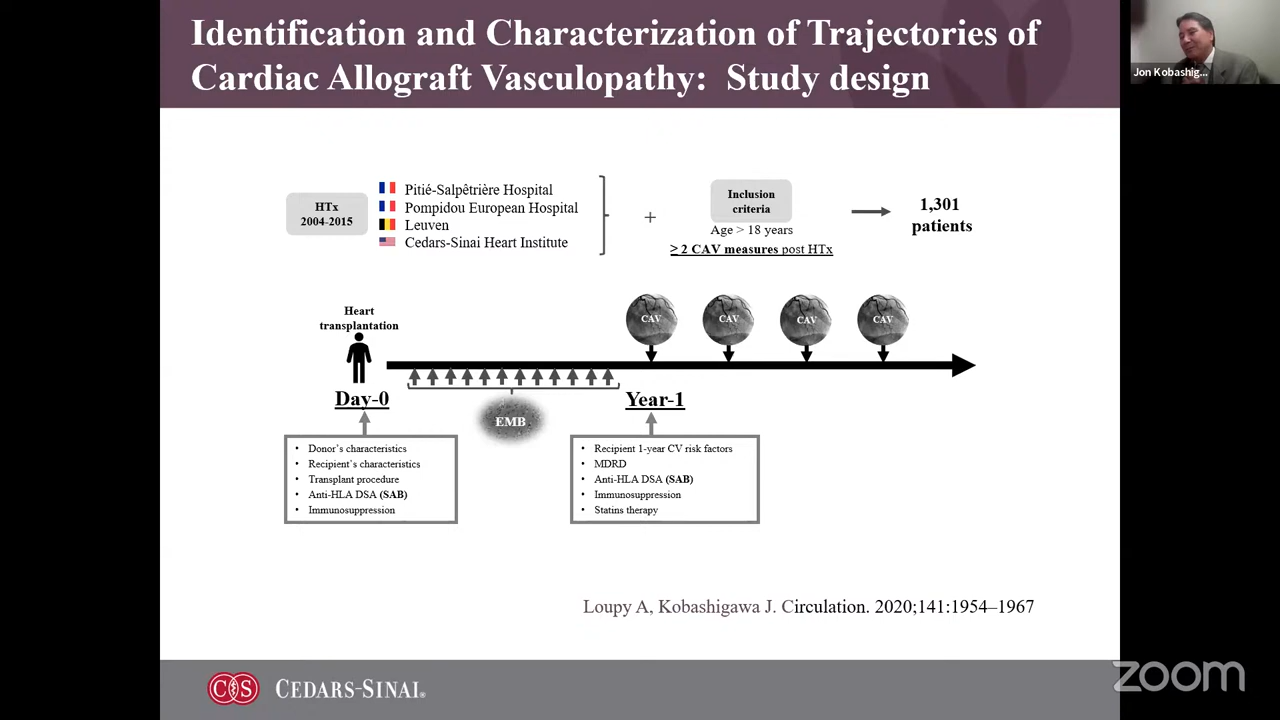 Identification and Characterization of Trajectories of
Cardiac Allograft Vasculopathy: Study design
Jon Kobashig...
HTx
2004-2015
Pitié-Salpêtrière Hospital
Pompidou European Hospital
Leuven
Cedars-Sinai Heart Institute
+
Inclusion
criteria
Age > 18 years
≥ 2 CAV measures post HTx
1,301
patients
Heart
transplantation
CAV
CAV
CAV
CAV
Day-0
EMB
Year-1
• Donor's characteristics
• Recipient's characteristics
• Transplant procedure
• Anti-HLA DSA (SAB)
• Immunosuppression
• Recipient 1-year CV risk factors
• MDRD
• Anti-HLA DSA (SAB)
• Immunosuppression
• Statins therapy
Loupy A, Kobashigawa J. Circulation. 2020;141:1954–1967
CS
CEDARS-SINAI®
zoom